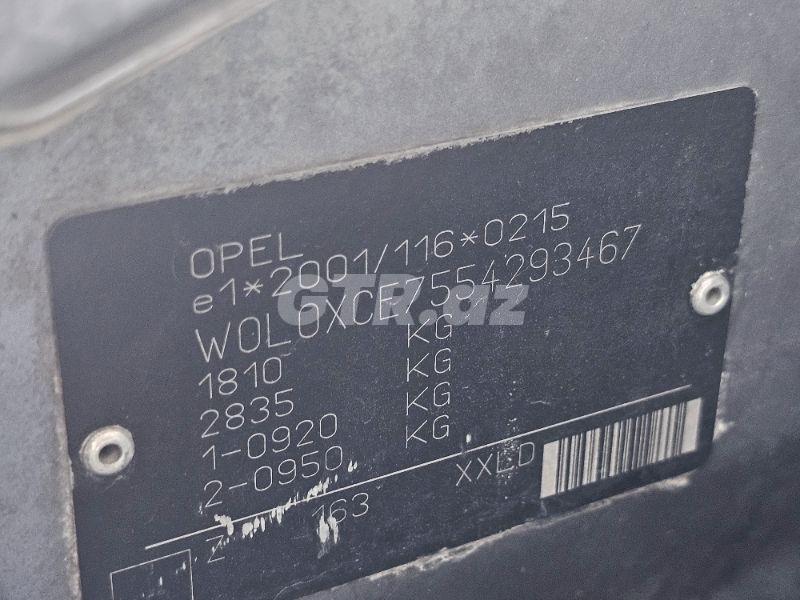 OPEL
e1*2001/116*0215
W0L0XCE7554293467
1810 KG
2835 KG
1-0920 KG
2-0950 KG
Z 163
GTR.az